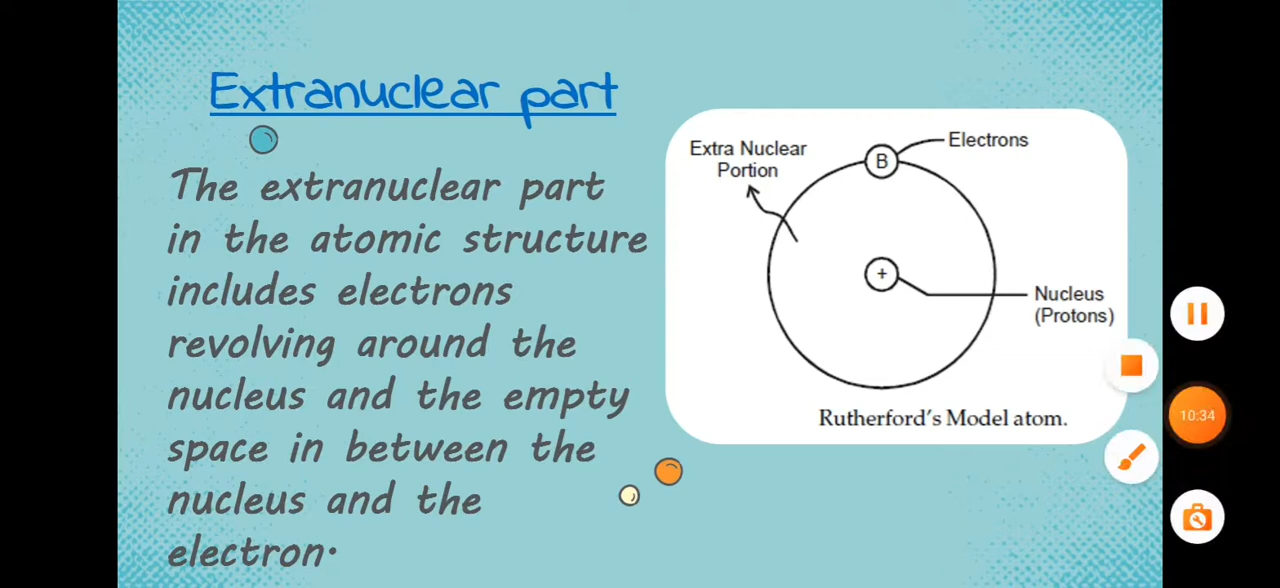 Extranuclear part
The extranuclear part
in the atomic structure
includes electrons
revolving around the
nucleus and the empty
space in between the
nucleus and the
electron.
Extra Nuclear
Portion
B
Electrons
+
Nucleus
(Protons)
Rutherford's Model atom.
10:34